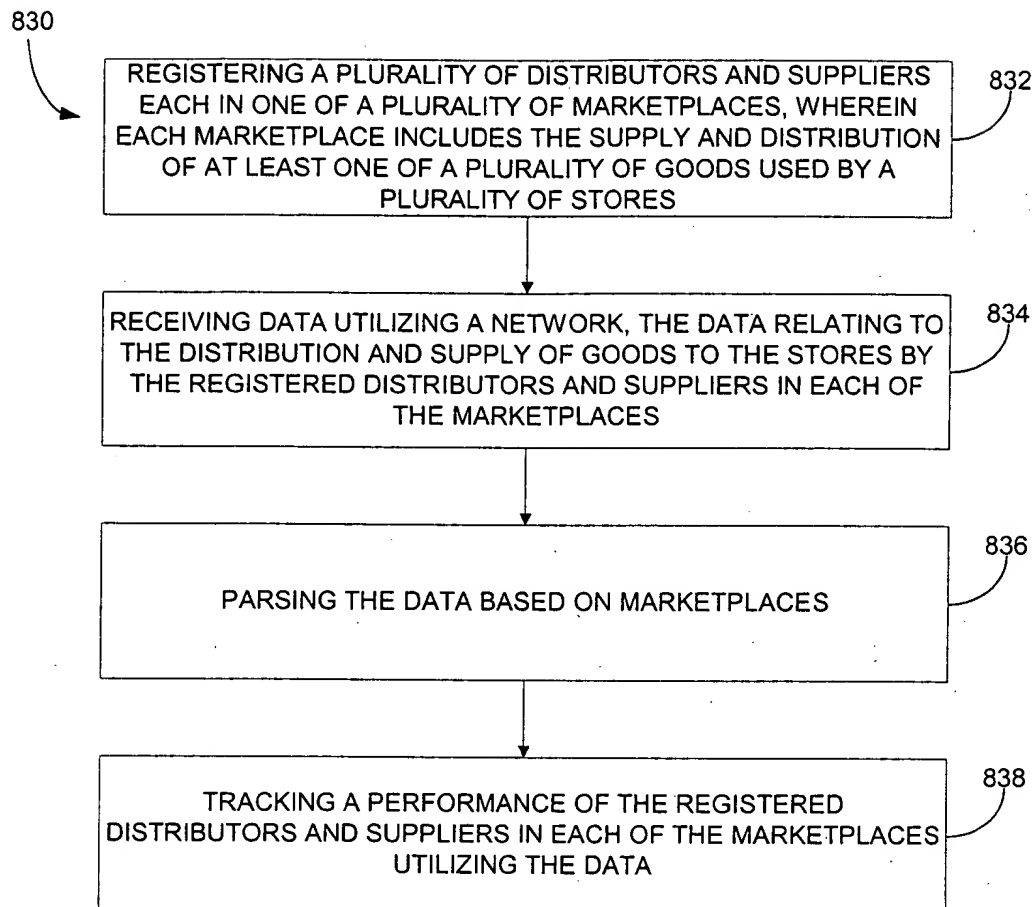 830
REGISTERING A PLURALITY OF DISTRIBUTORS AND SUPPLIERS
EACH IN ONE OF A PLURALITY OF MARKETPLACES, WHEREIN
EACH MARKETPLACE INCLUDES THE SUPPLY AND DISTRIBUTION
OF AT LEAST ONE OF A PLURALITY OF GOODS USED BY A
PLURALITY OF STORES
832
RECEIVING DATA UTILIZING A NETWORK, THE DATA RELATING TO
THE DISTRIBUTION AND SUPPLY OF GOODS TO THE STORES BY
THE REGISTERED DISTRIBUTORS AND SUPPLIERS IN EACH OF
THE MARKETPLACES
834
PARSING THE DATA BASED ON MARKETPLACES
836
TRACKING A PERFORMANCE OF THE REGISTERED
DISTRIBUTORS AND SUPPLIERS IN EACH OF THE MARKETPLACES
UTILIZING THE DATA
838